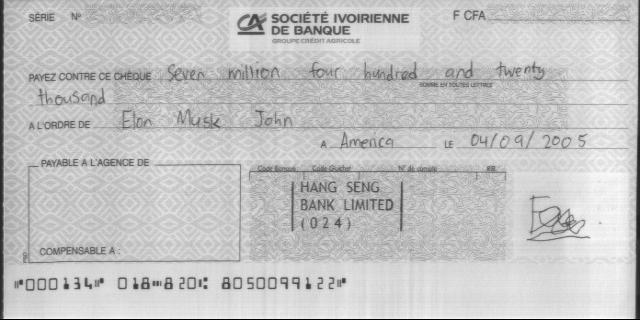 SÉRIE N°
CA SOCIÉTÉ IVOIRIENNE
DE BANQUE
GROUPE CRÉDIT AGRICOLE
F CFA
PAYEZ CONTRE CE CHÈQUE Seven million four hundred and twenty
SOMME EN TOUTES LETTRES
thousand
A L'ORDRE DE Elon Musk John
A America LE 04/09/2005
PAYABLE A L'AGENCE DE
Code Banque Code Guichet N° de compte RIB
HANG SENG
BANK LIMITED
(024)
COMPENSABLE A :
000134 018 820 8050099122